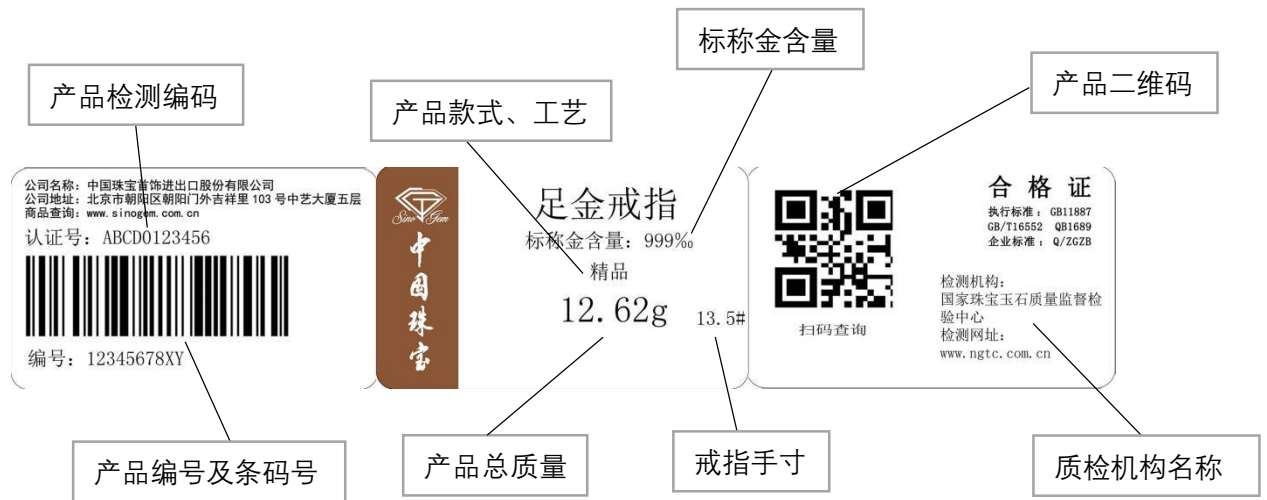 标称金含量
产品检测编码
产品款式、工艺
产品二维码
公司名称：中国珠宝首饰进出口股份有限公司
公司地址：北京市朝阳区朝阳门外吉祥里 103 号中艺大厦五层
商品查询：www.sinogem.com.cn
认证号：ABCD0123456
编号：12345678XY
Sino Gem
中国珠宝
足金戒指
标称金含量：999‰
精品
12.62g
13.5#
扫码查询
合格证
执行标准：GB11887
GB/T16552 QB1689
企业标准：Q/ZGZB
检测机构：
国家珠宝玉石质量监督检
验中心
检测网址：
www.ngtc.com.cn
产品编号及条码号
产品总质量
戒指手寸
质检机构名称